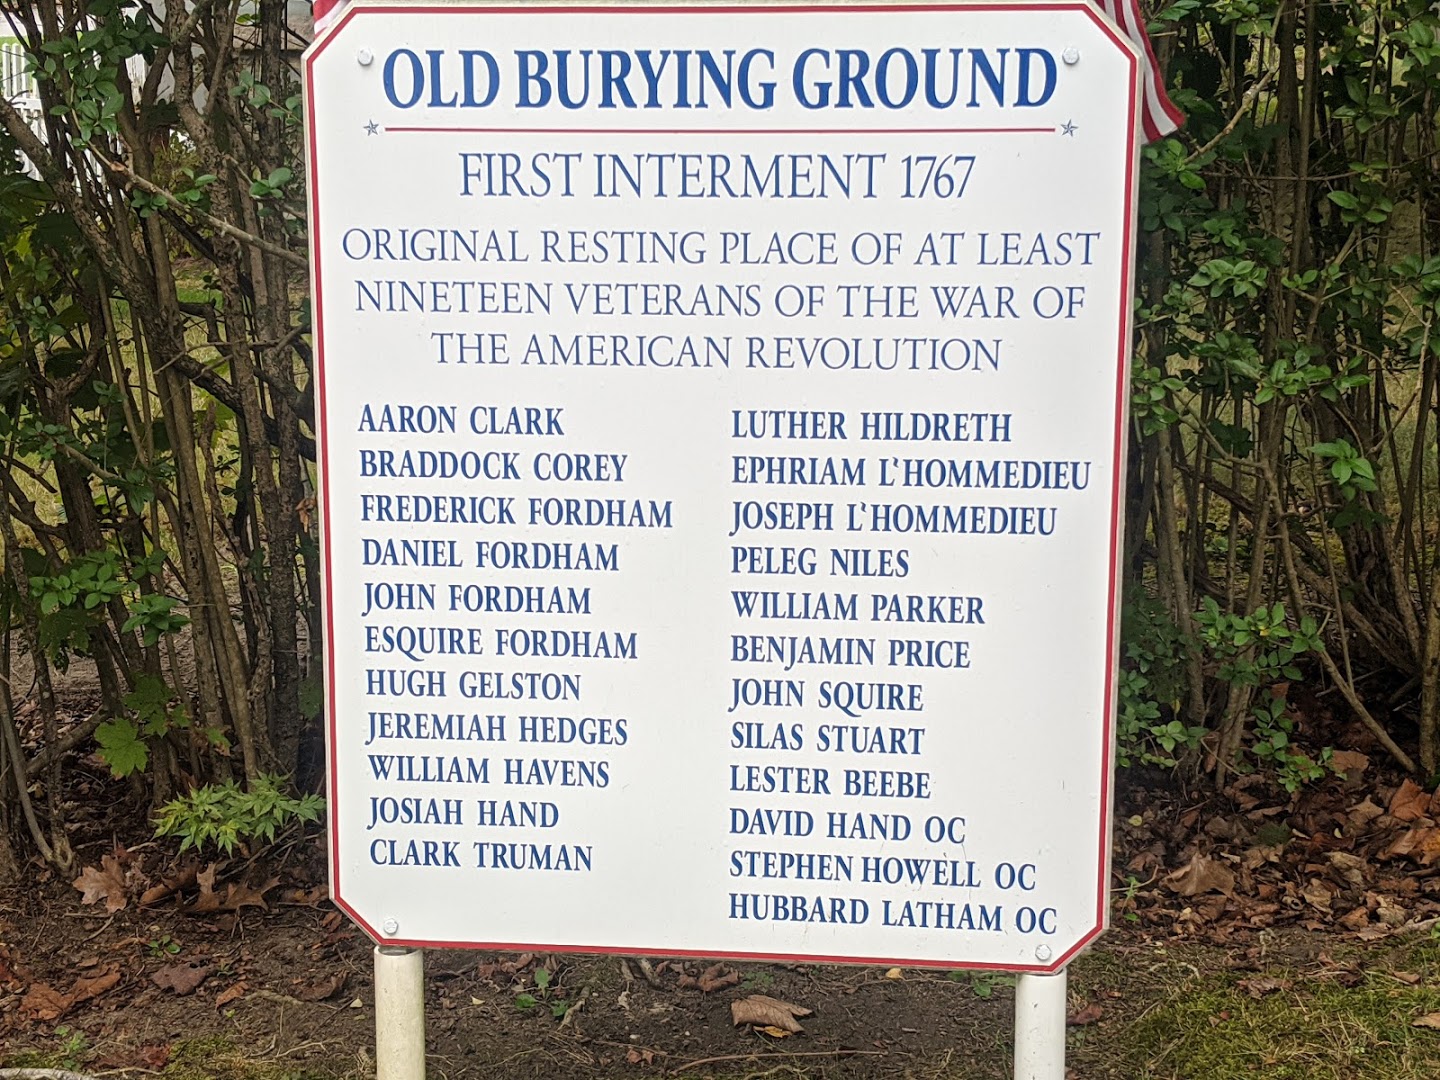 OLD BURYING GROUND
FIRST INTERMENT 1767
ORIGINAL RESTING PLACE OF AT LEAST
NINETEEN VETERANS OF THE WAR OF
THE AMERICAN REVOLUTION
AARON CLARK
BRADDOCK COREY
FREDERICK FORDHAM
DANIEL FORDHAM
JOHN FORDHAM
ESQUIRE FORDHAM
HUGH GELSTON
JEREMIAH HEDGES
WILLIAM HAVENS
JOSIAH HAND
CLARK TRUMAN
LUTHER HILDRETH
EPHRIAM L'HOMMEDIEU
JOSEPH L'HOMMEDIEU
PELEG NILES
WILLIAM PARKER
BENJAMIN PRICE
JOHN SQUIRE
SILAS STUART
LESTER BEEBE
DAVID HAND OC
STEPHEN HOWELL OC
HUBBARD LATHAM OC